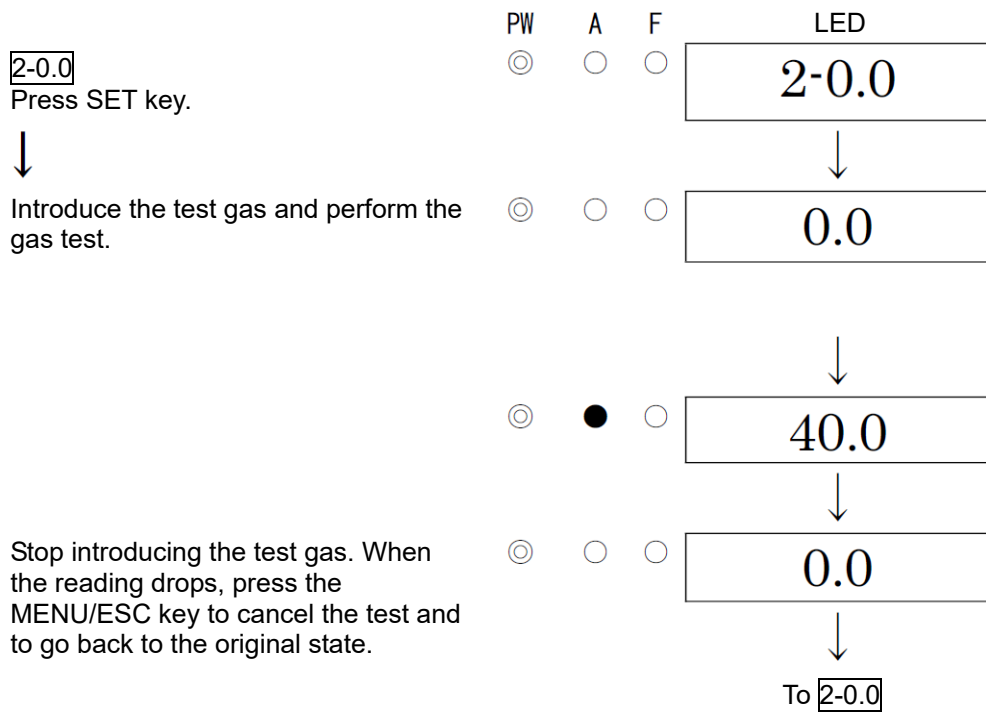 PW A F LED
2-0.0
Press SET key.
2-0.0
Introduce the test gas and perform the
gas test.
0.0
40.0
Stop introducing the test gas. When
the reading drops, press the
MENU/ESC key to cancel the test and
to go back to the original state.
0.0
To 2-0.0